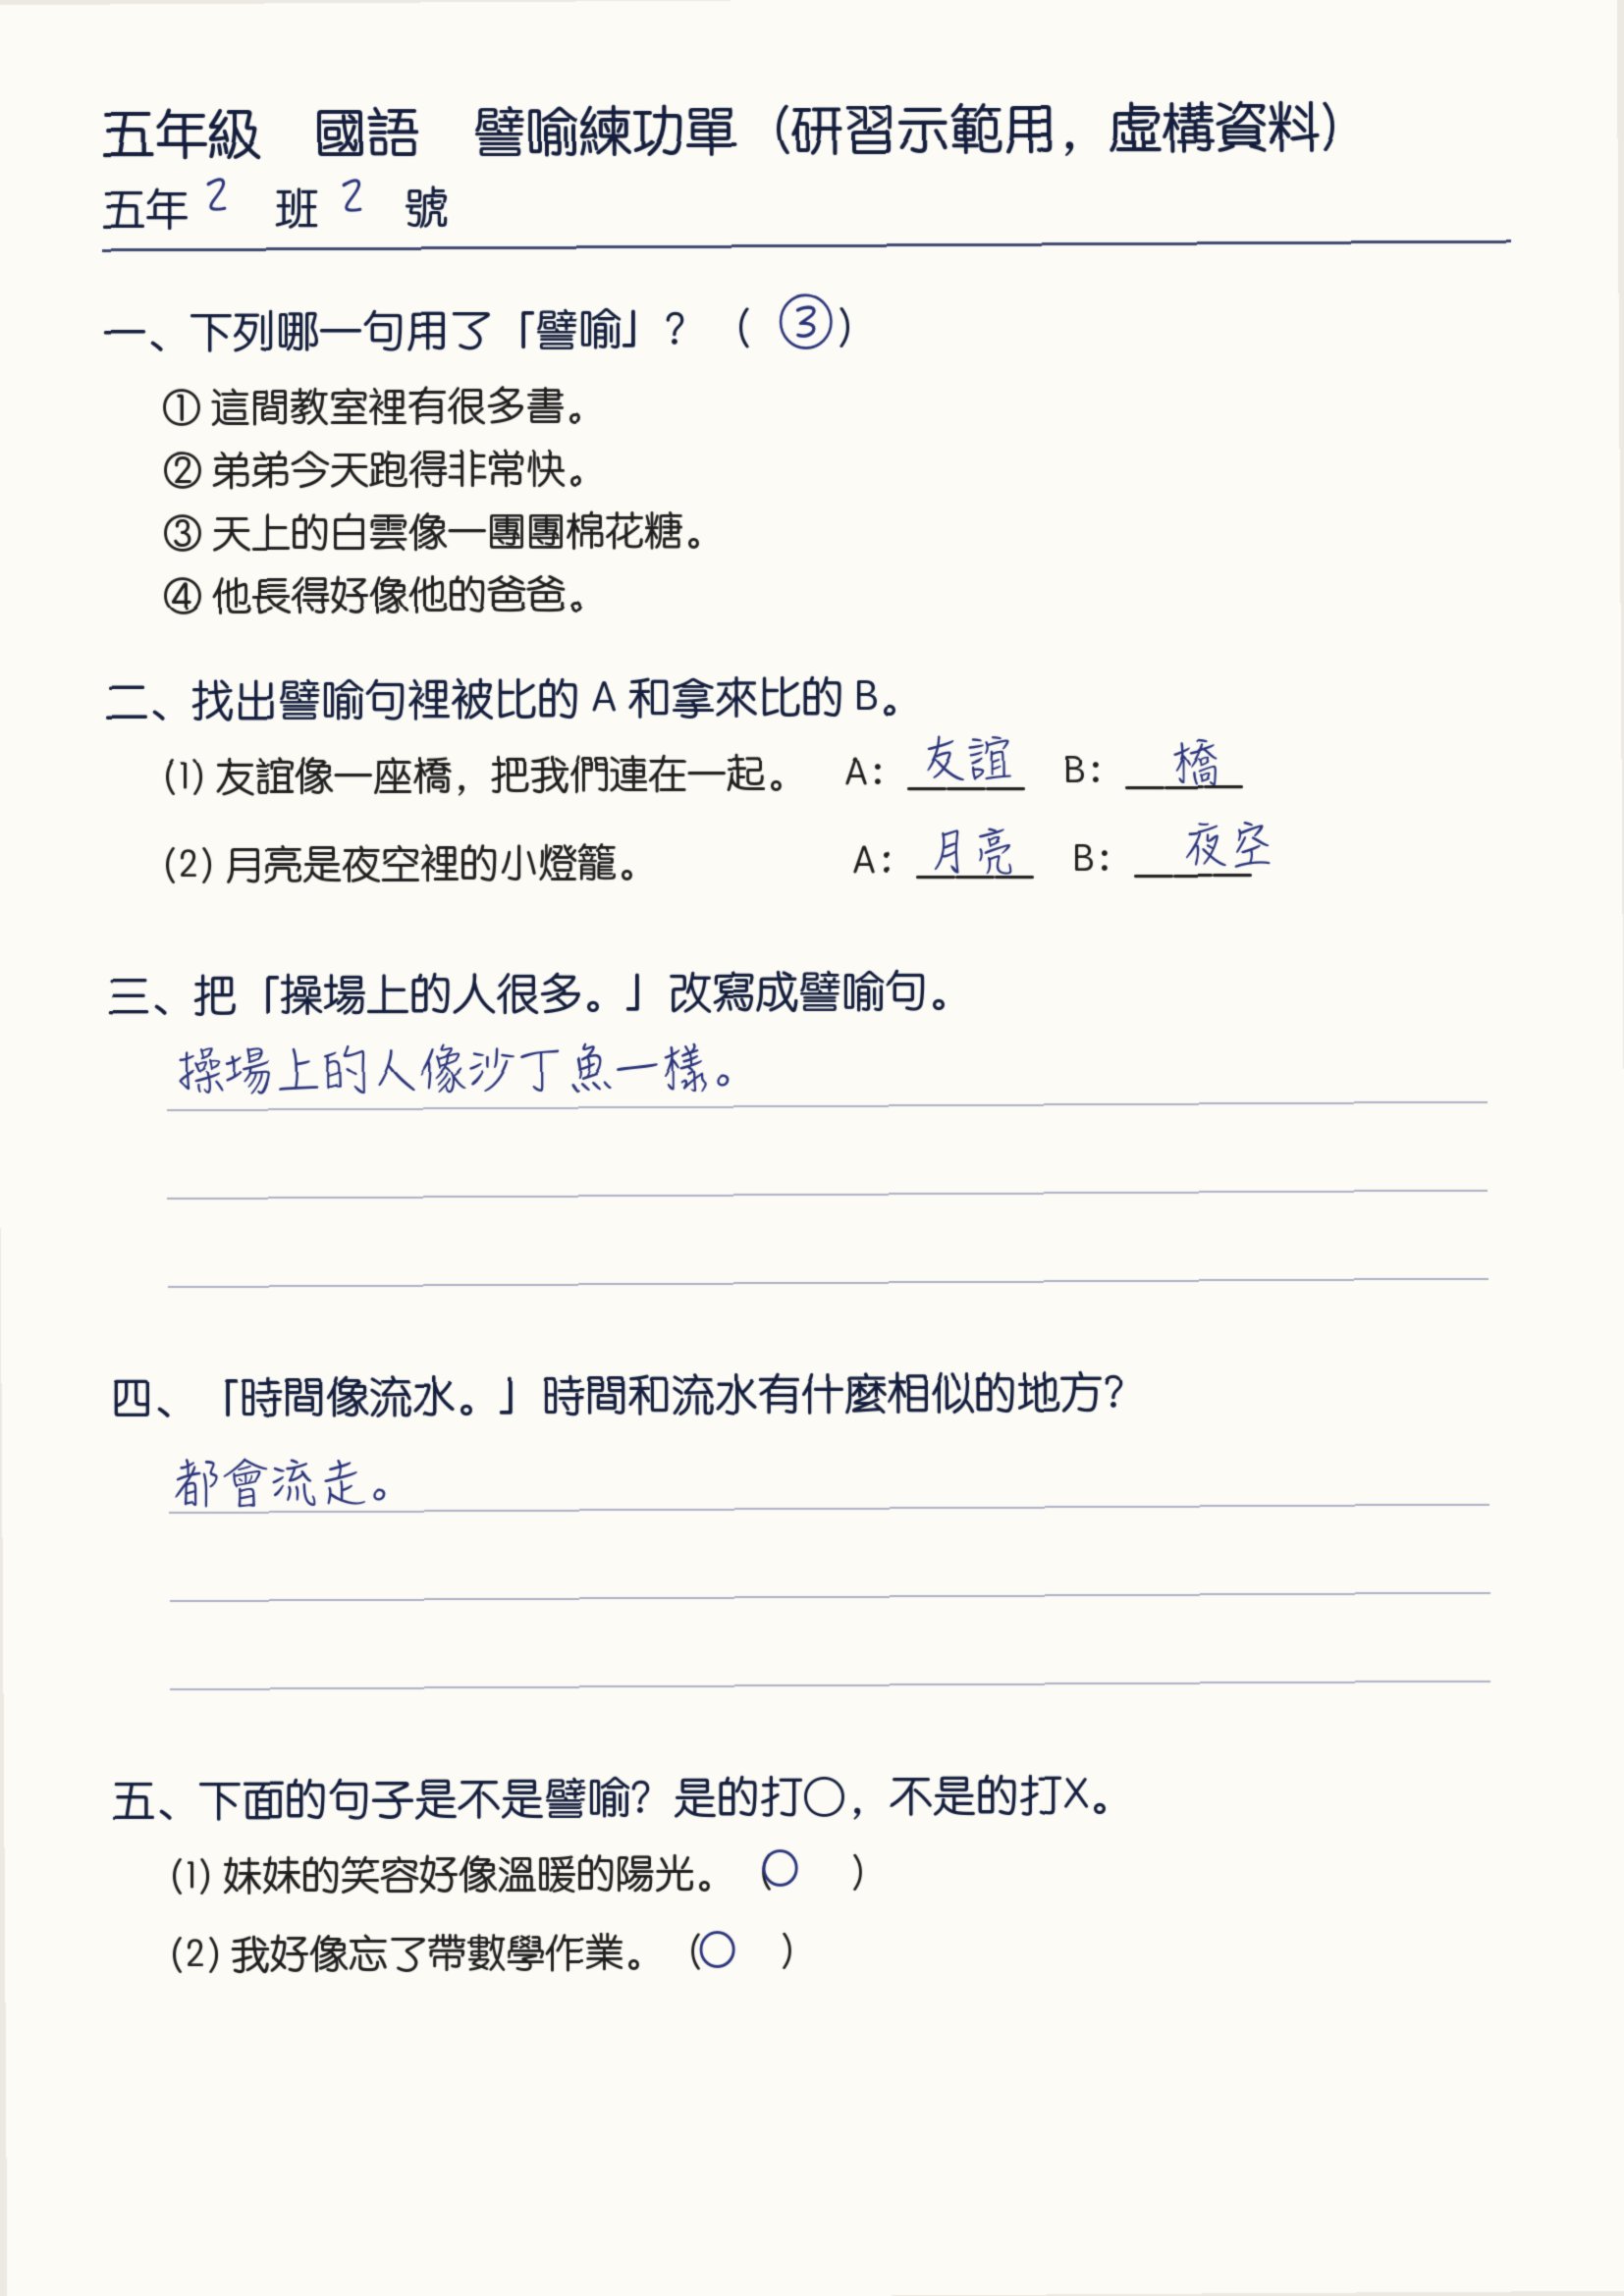 五年級　國語　譬喻練功單（研習示範用，虛構資料）
五年 2 班 2 號
一、下列哪一句用了「譬喻」？（ ③ ）
① 這間教室裡有很多書。
② 弟弟今天跑得非常快。
③ 天上的白雲像一團團棉花糖。
④ 他長得好像他的爸爸。
二、找出譬喻句裡被比的 A 和拿來比的 B。
(1) 友誼像一座橋，把我們連在一起。 A： 友誼 B： 橋
(2) 月亮是夜空裡的小燈籠。 A： 月亮 B： 夜空
三、把「操場上的人很多。」改寫成譬喻句。
操場上的人像沙丁魚一樣。
四、「時間像流水。」時間和流水有什麼相似的地方？
都會流走。
五、下面的句子是不是譬喻？是的打○，不是的打X。
(1) 妹妹的笑容好像溫暖的陽光。（○ ）
(2) 我好像忘了帶數學作業。（○ ）